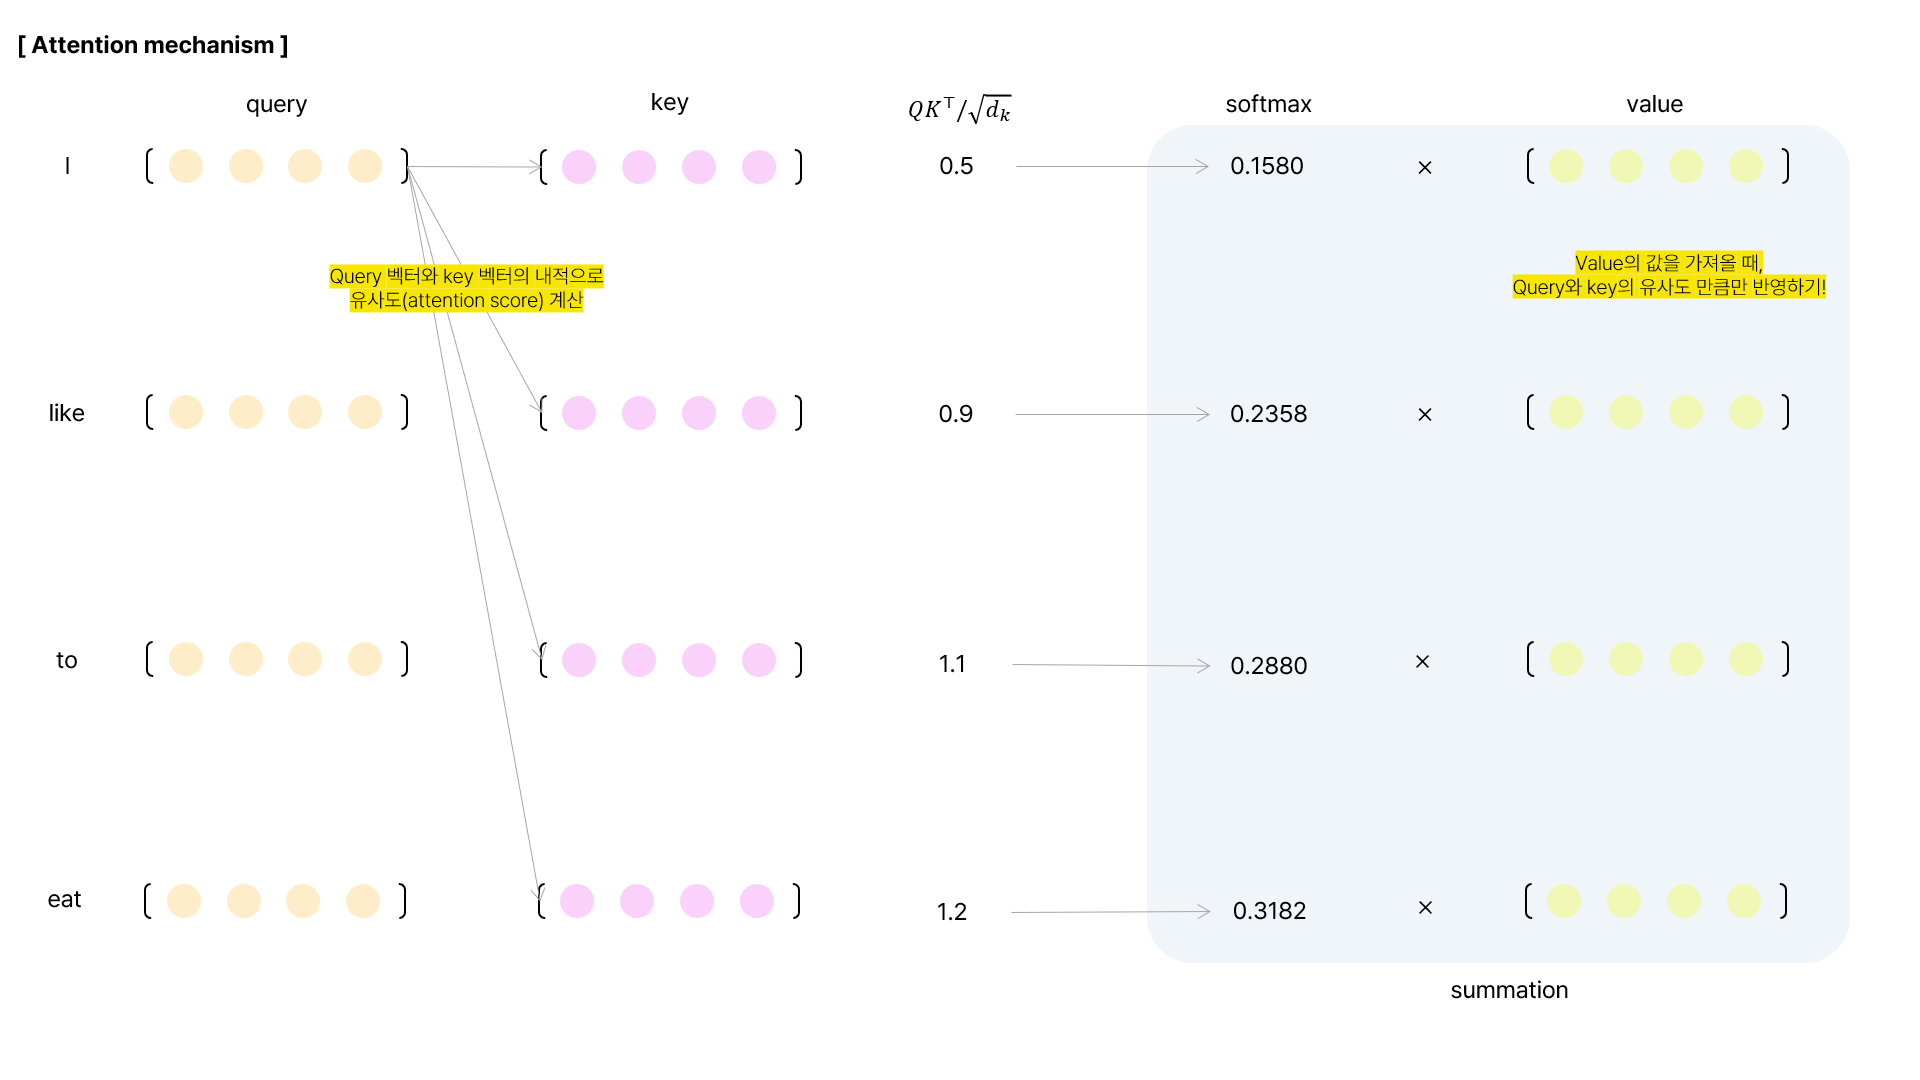 [ Attention mechanism ]
query
key
QK⊤/√dk
softmax
value
I
0.5
0.1580
×
Query 벡터와 key 벡터의 내적으로
유사도(attention score) 계산
Value의 값을 가져올 때,
Query와 key의 유사도 만큼만 반영하기!
like
0.9
0.2358
×
to
1.1
0.2880
×
eat
1.2
0.3182
×
summation